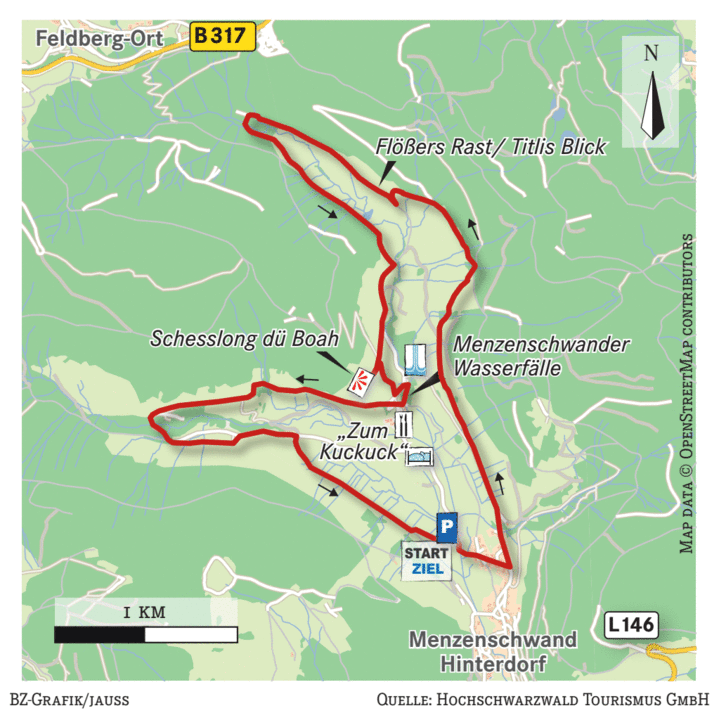 Feldberg-Ort
B 317
N
Flößers Rast/ Titlis Blick
Schesslong dü Boah
Menzenschwander
Wasserfälle
„Zum
Kuckuck“
P
START
ZIEL
1 KM
L 146
Menzenschwand
Hinterdorf
Map data © OpenStreetMap contributors
BZ-Grafik/jauss
Quelle: Hochschwarzwald Tourismus GmbH